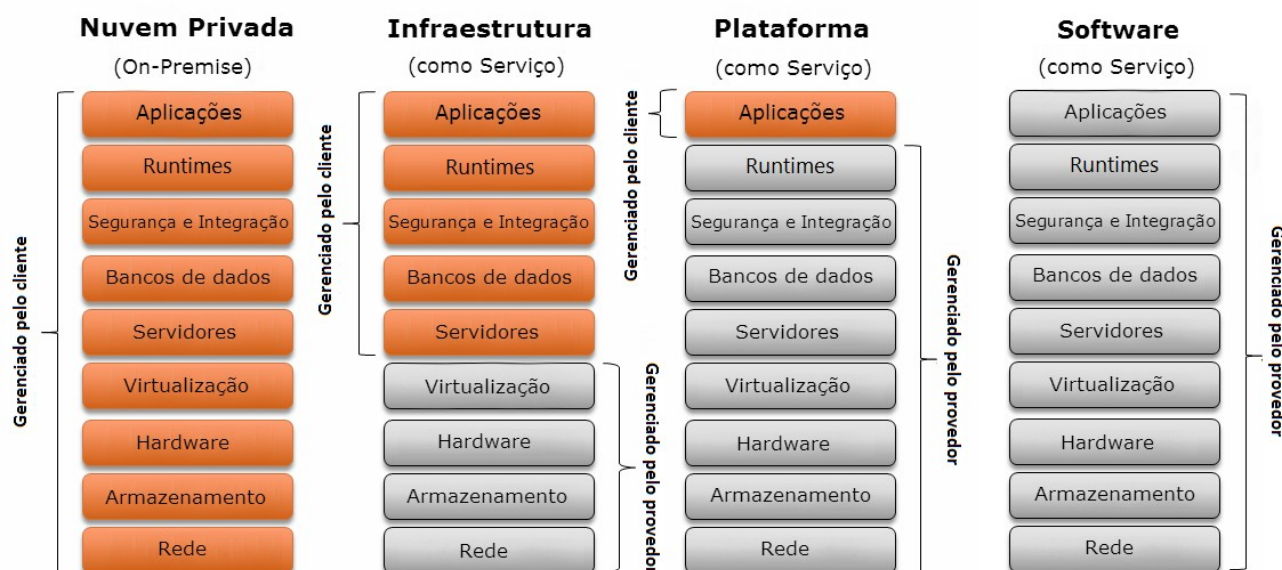 Nuvem Privada
(On-Premise)
Gerenciado pelo cliente
Aplicações
Runtimes
Segurança e Integração
Bancos de dados
Servidores
Virtualização
Hardware
Armazenamento
Rede
Infraestrutura
(como Serviço)
Gerenciado pelo cliente
Aplicações
Runtimes
Segurança e Integração
Bancos de dados
Servidores
Virtualização
Hardware
Armazenamento
Rede
Gerenciado pelo provedor
Plataforma
(como Serviço)
Gerenciado pelo cliente
Aplicações
Runtimes
Segurança e Integração
Bancos de dados
Servidores
Virtualização
Hardware
Armazenamento
Rede
Gerenciado pelo provedor
Software
(como Serviço)
Aplicações
Runtimes
Segurança e Integração
Bancos de dados
Servidores
Virtualização
Hardware
Armazenamento
Rede
Gerenciado pelo provedor